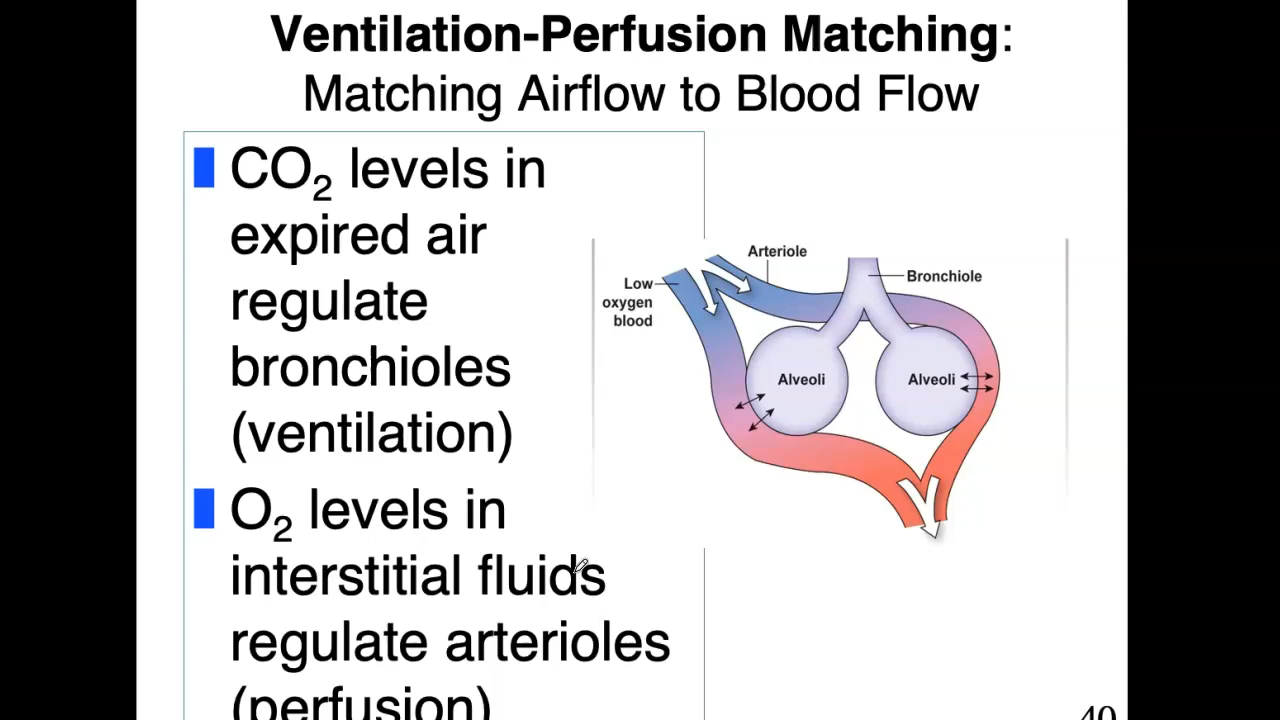 Ventilation-Perfusion Matching:
Matching Airflow to Blood Flow
CO₂ levels in
expired air
regulate
bronchioles
(ventilation)
O₂ levels in
interstitial fluids
regulate arterioles
(perfusion)
Arteriole
Low
oxygen
blood
Bronchiole
Alveoli
Alveoli
40